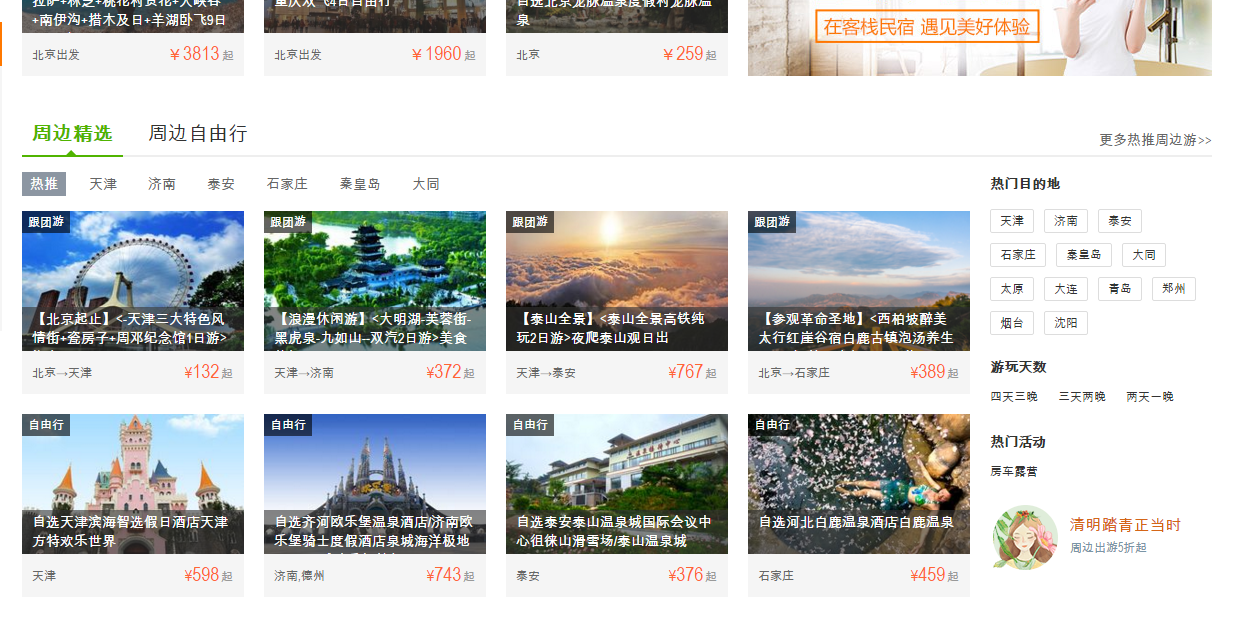 拉萨+林芝+桃花村赏花+大峡谷
+南伊沟+措木及日+羊湖卧飞9日
重庆双飞4日自由行
自选北京龙脉温泉度假村龙脉温
泉
在客栈民宿 遇见美好体验
北京出发
¥3813起
北京出发
¥1960起
北京
¥259起
周边精选
周边自由行
更多热推周边游>>
热推
天津
济南
泰安
石家庄
秦皇岛
大同
跟团游
【北京起止】<-天津三大特色风
情街+瓷房子+周邓纪念馆1日游>
北京→天津
¥132起
跟团游
【浪漫休闲游】<大明湖-芙蓉街-
黑虎泉-九如山--双汽2日游>美食
天津→济南
¥372起
跟团游
【泰山全景】<泰山全景高铁纯
玩2日游>夜爬泰山观日出
天津→泰安
¥767起
跟团游
【参观革命圣地】<西柏坡醉美
太行红崖谷宿白鹿古镇泡汤养生
北京→石家庄
¥389起
自由行
自选天津滨海智选假日酒店天津
方特欢乐世界
天津
¥598起
自由行
自选齐河欧乐堡温泉酒店/济南欧
乐堡骑士度假酒店泉城海洋极地
济南,德州
¥743起
自由行
自选泰安泰山温泉城国际会议中
心徂徕山滑雪场/泰山温泉城
泰安
¥376起
自由行
自选河北白鹿温泉酒店白鹿温泉
石家庄
¥459起
热门目的地
天津
济南
泰安
石家庄
秦皇岛
大同
太原
大连
青岛
郑州
烟台
沈阳
游玩天数
四天三晚
三天两晚
两天一晚
热门活动
房车露营
清明踏青正当时
周边出游5折起